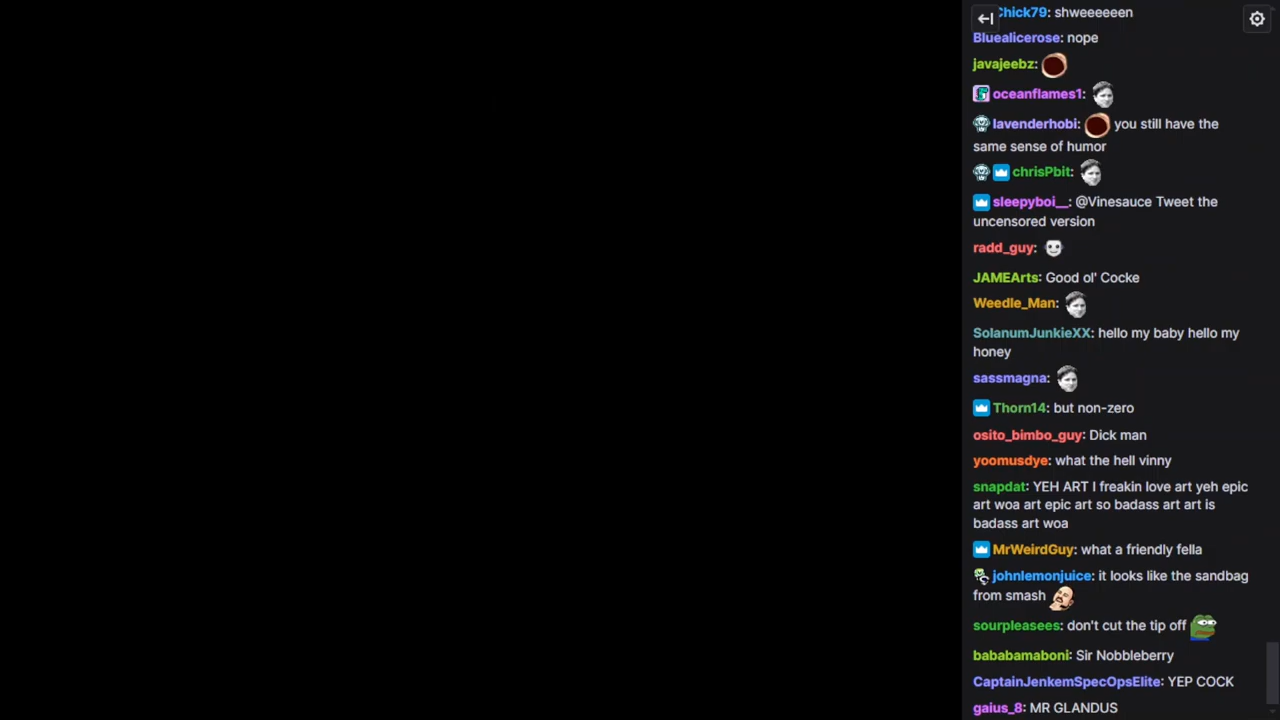 Chick79: shweeeeeen
Bluealicerose: nope
javajeebz:
oceanflames1:
lavenderhobi: you still have the
same sense of humor
chrisPbit:
sleepyboi__: @Vinesauce Tweet the
uncensored version
radd_guy:
JAMEArts: Good ol' Cocke
Weedle_Man:
SolanumJunkieXX: hello my baby hello my
honey
sassmagna:
Thorn14: but non-zero
osito_bimbo_guy: Dick man
yoomusdye: what the hell vinny
snapdat: YEH ART I freakin love art yeh epic
art woa art epic art so badass art art is
badass art woa
MrWeirdGuy: what a friendly fella
johnlemonjuice: it looks like the sandbag
from smash
sourpleasees: don't cut the tip off
bababamaboni: Sir Nobbleberry
CaptainJenkemSpecOpsElite: YEP COCK
gaius_8: MR GLANDUS